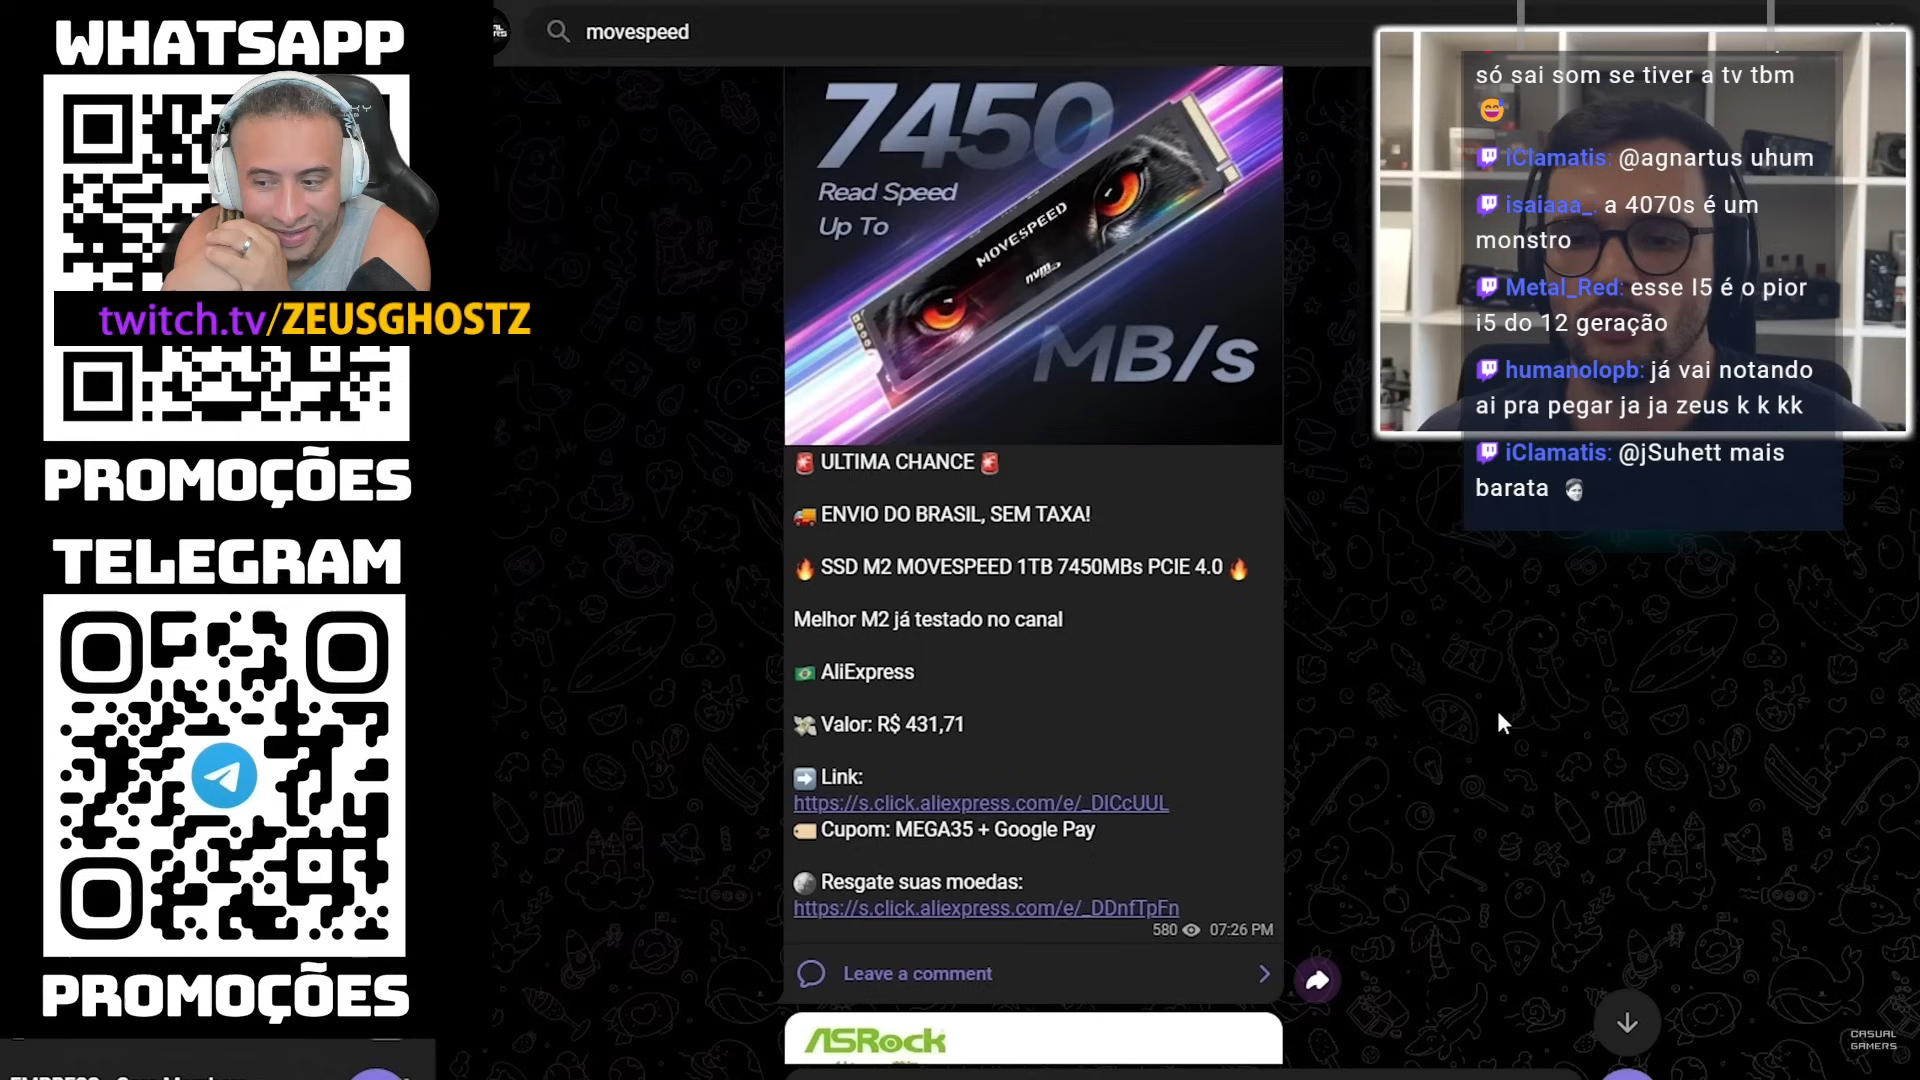 WHATSAPP
twitch.tv/ZEUSGHOSTZ
PROMOÇÕES
TELEGRAM
PROMOÇÕES
movespeed
7450
Read Speed
Up To
MOVESPEED
nvm
MB/s
🚨 ULTIMA CHANCE 🚨
🚚 ENVIO DO BRASIL, SEM TAXA!
🔥 SSD M2 MOVESPEED 1TB 7450MBs PCIE 4.0 🔥
Melhor M2 já testado no canal
🇧🇷 AliExpress
💸 Valor: R$ 431,71
➡️ Link:
https://s.click.aliexpress.com/e/_DlCcUUL
🏷️ Cupom: MEGA35 + Google Pay
🌕 Resgate suas moedas:
https://s.click.aliexpress.com/e/_DDnfTpFn
580 07:26 PM
Leave a comment
ASRock
só sai som se tiver a tv tbm
😅
iClamatis: @agnartus uhum
isaiaaa_: a 4070s é um
monstro
Metal_Red: esse I5 é o pior
i5 do 12 geração
humanolopb: já vai notando
ai pra pegar ja ja zeus k k kk
iClamatis: @jSuhett mais
barata
CASUAL
GAMERS